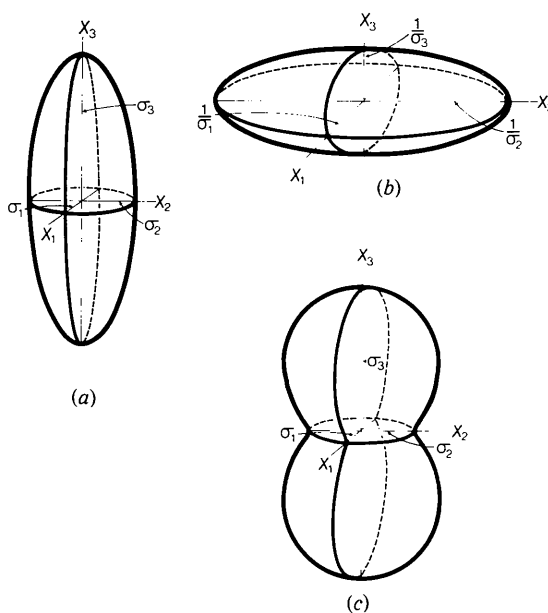 X₃
σ₃
σ₁
X₂
X₁
σ₂
(a)
X₃
1/σ₃
X
1/σ₁
1/σ₂
X₁
(b)
X₃
σ₃
σ₁
X₂
X₁
σ₂
(c)